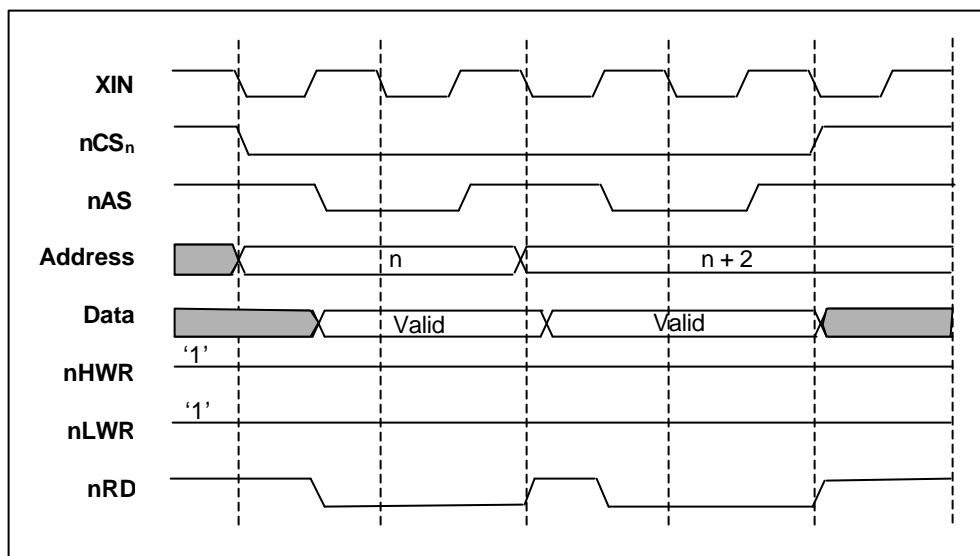 XIN
nCSn
nAS
Address n n + 2
Data Valid Valid
‘1’
nHWR
‘1’
nLWR
nRD